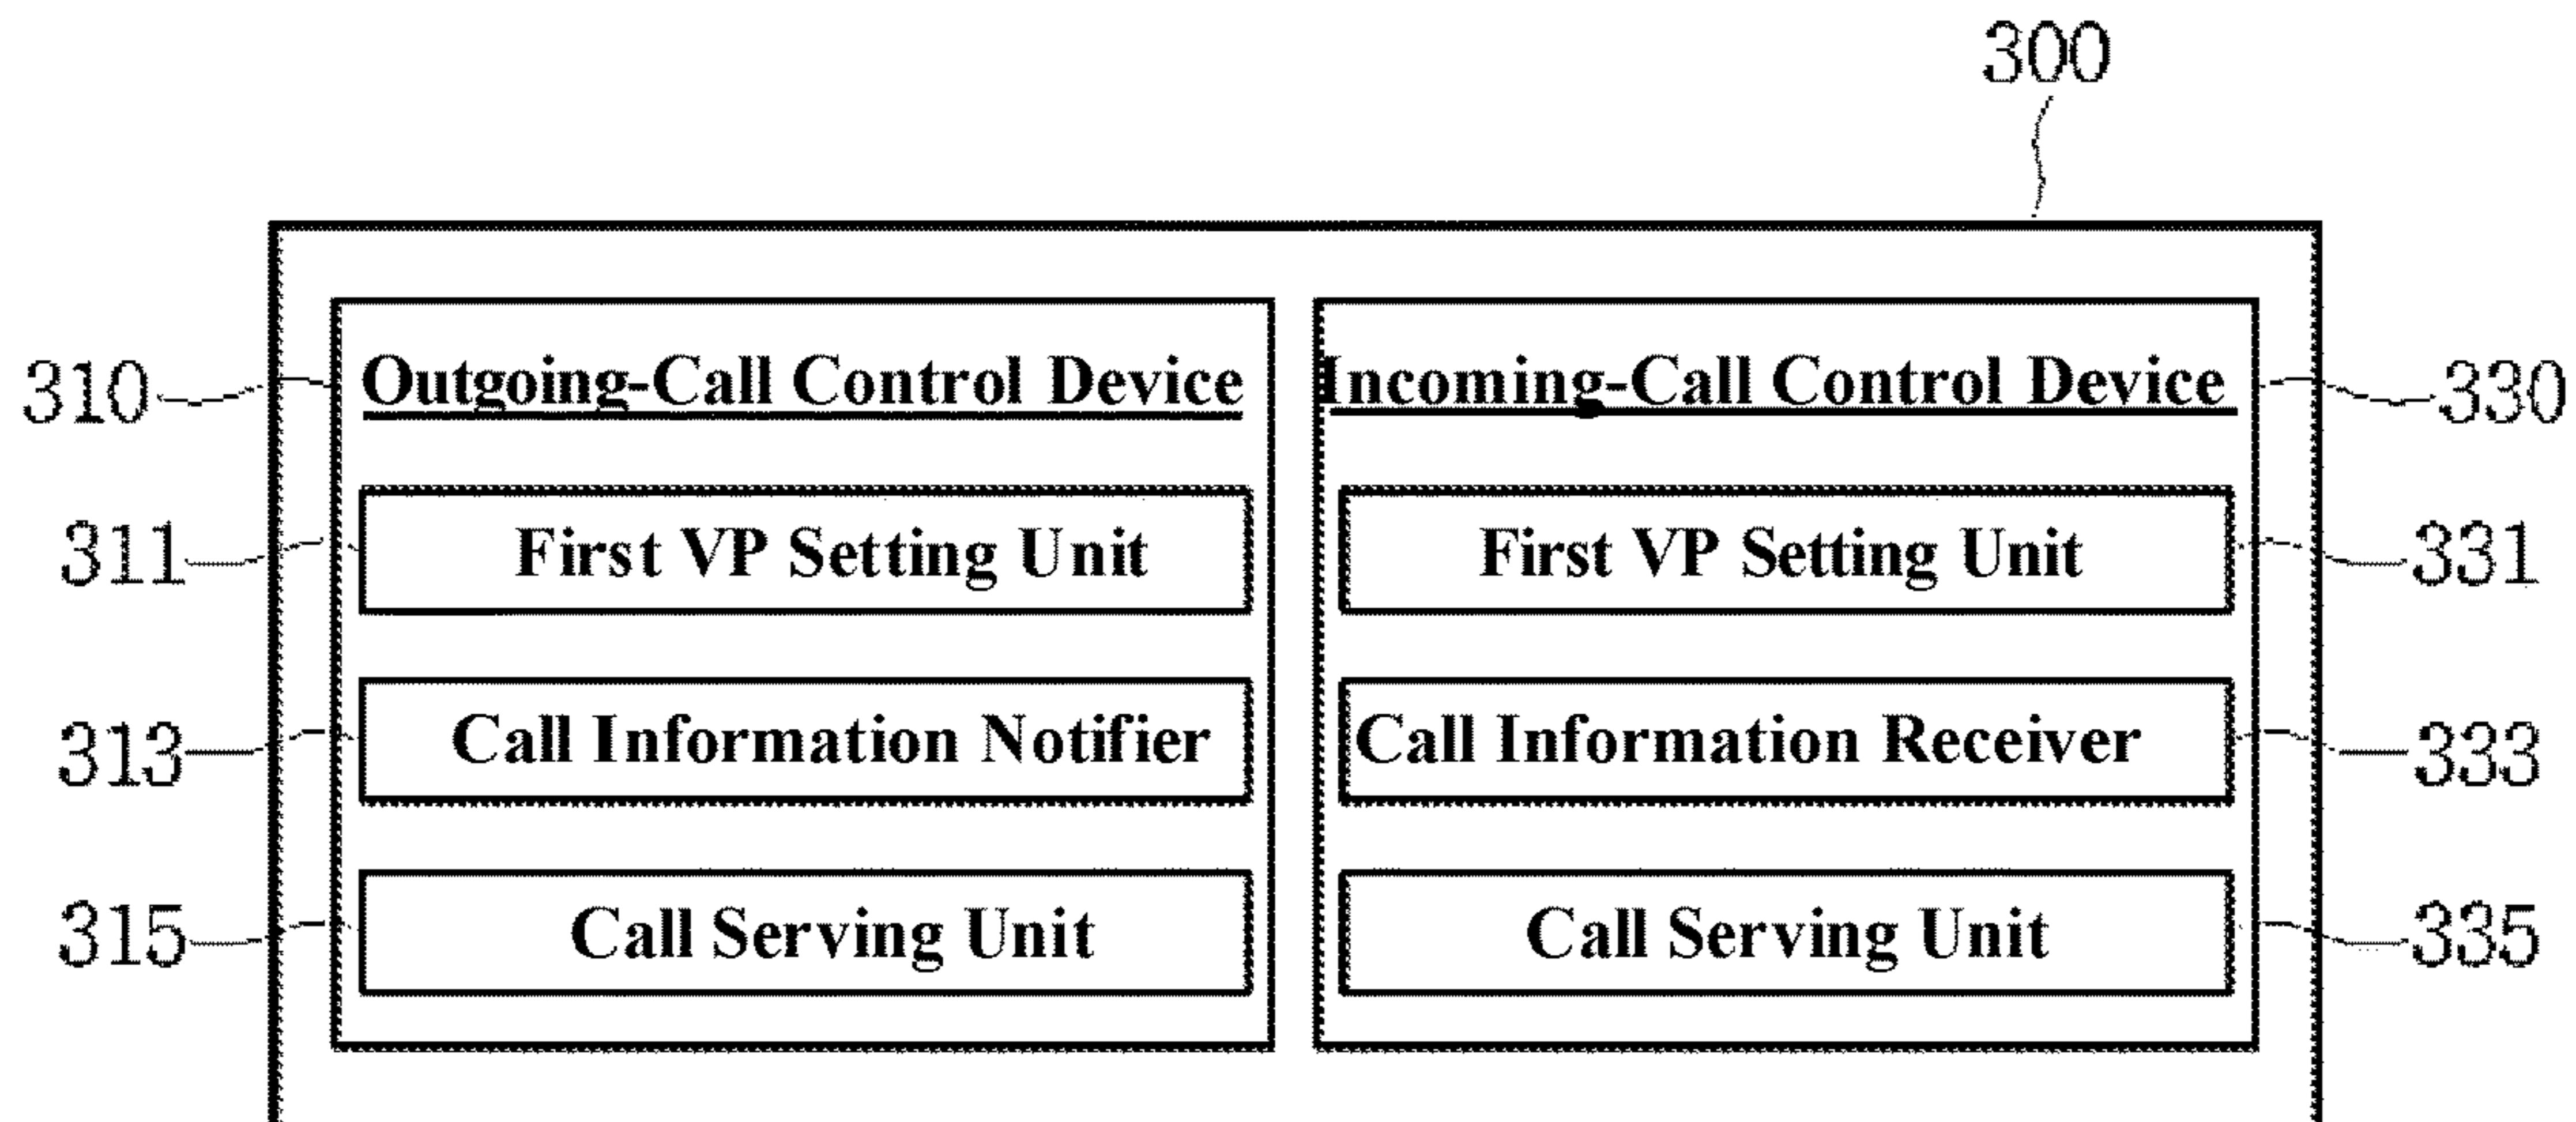 300
310 Outgoing-Call Control Device Incoming-Call Control Device 330
311 First VP Setting Unit First VP Setting Unit 331
313 Call Information Notifier Call Information Receiver 333
315 Call Serving Unit Call Serving Unit 335